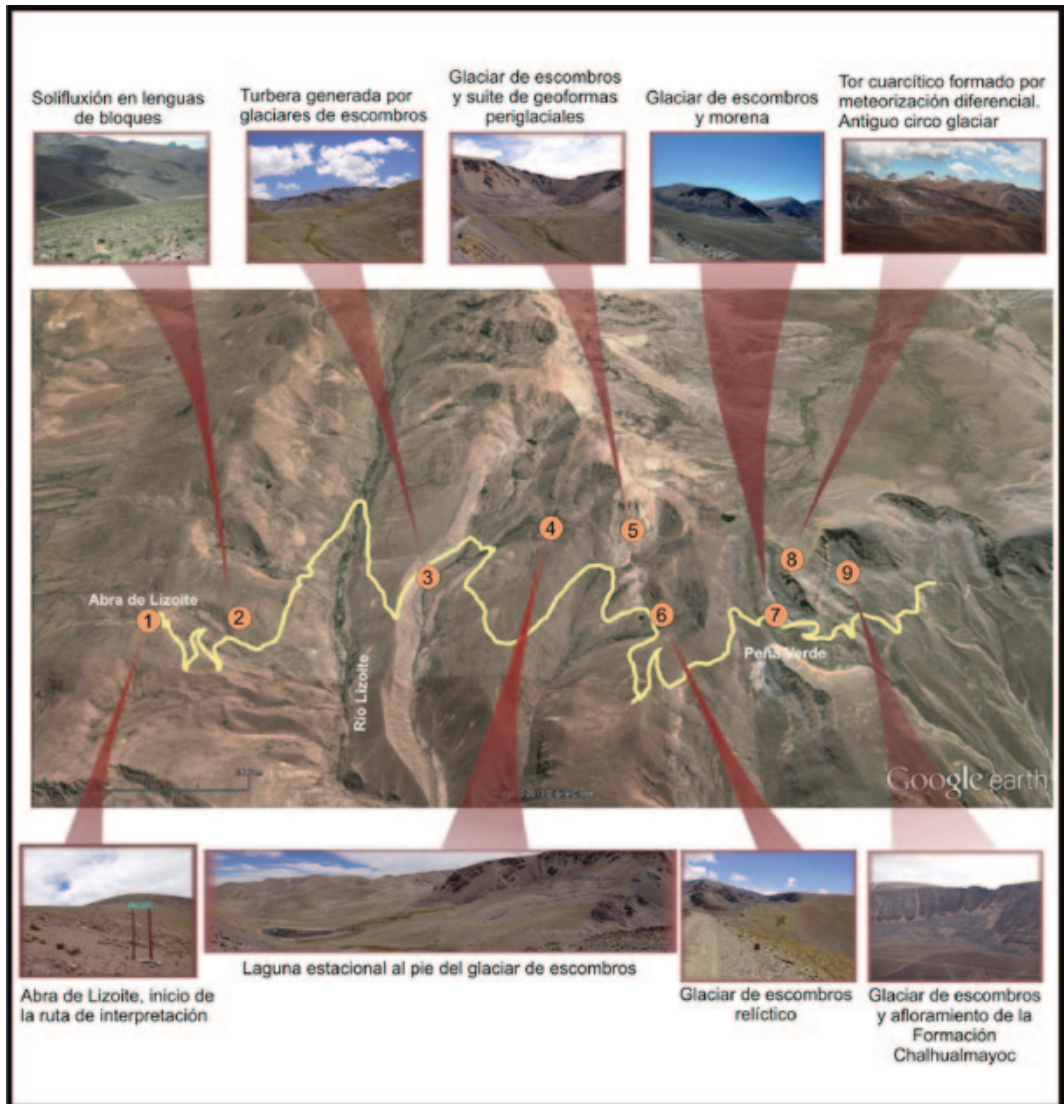 Solifluxión en lenguas
de bloques
Turbera generada por
glaciares de escombros
Glaciar de escombros
y suite de geoformas
periglaciales
Glaciar de escombros
y morena
Tor cuarcítico formado por
meteorización diferencial.
Antiguo circo glaciar
Abra de Lizoite
1
2
3
4
5
6
7
8
9
Río Lizoite
Peña Verde
Google earth
Abra de Lizoite, inicio de
la ruta de interpretación
Laguna estacional al pie del glaciar de escombros
Glaciar de escombros
relíctico
Glaciar de escombros
y afloramiento de la
Formación
Chalhualmayoc